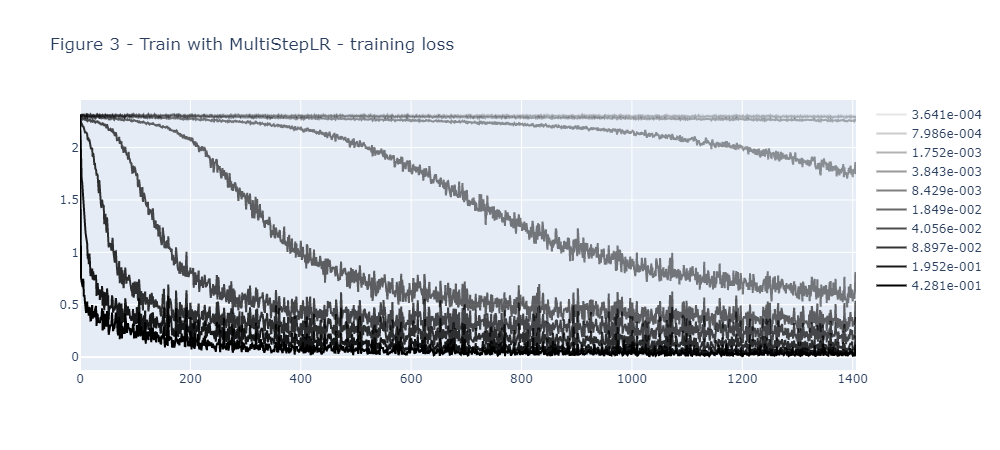 Figure 3 - Train with MultiStepLR - training loss
3.641e-004
7.986e-004
1.752e-003
3.843e-003
8.429e-003
1.849e-002
4.056e-002
8.897e-002
1.952e-001
4.281e-001
2
1.5
1
0.5
0
0 200 400 600 800 1000 1200 1400